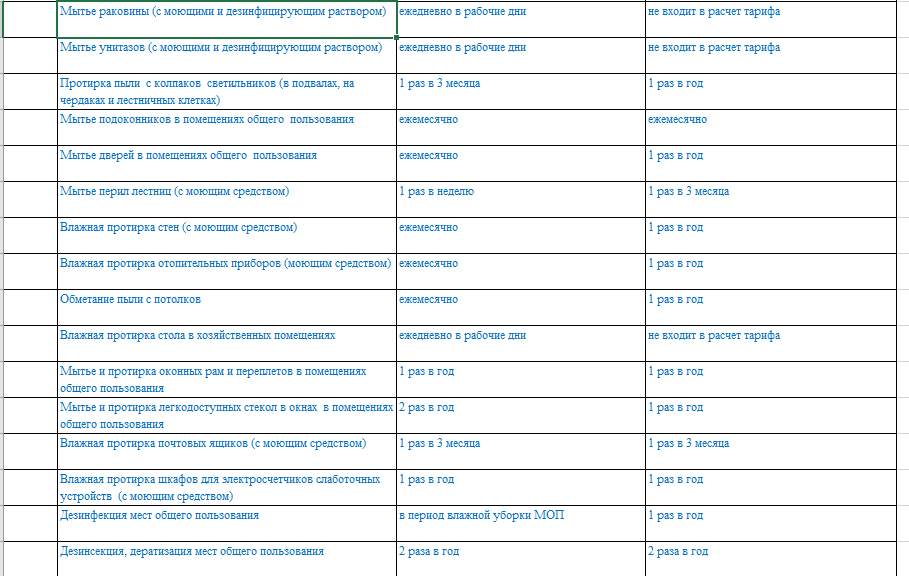 Мытье раковины (с моющими и дезинфицирующим раствором) ежедневно в рабочие дни не входит в расчет тарифа
Мытье унитазов (с моющими и дезинфицирующим раствором) ежедневно в рабочие дни не входит в расчет тарифа
Протирка пыли с колпаков светильников (в подвалах, на 1 раз в 3 месяца 1 раз в год
чердаках и лестничных клетках)
Мытье подоконников в помещениях общего пользования ежемесячно ежемесячно
Мытье дверей в помещениях общего пользования ежемесячно 1 раз в год
Мытье перил лестниц (с моющим средством) 1 раз в неделю 1 раз в 3 месяца
Влажная протирка стен (с моющим средством) ежемесячно 1 раз в год
Влажная протирка отопительных приборов (моющим средством) ежемесячно 1 раз в год
Обметание пыли с потолков ежемесячно 1 раз в год
Влажная протирка стола в хозяйственных помещениях ежедневно в рабочие дни не входит в расчет тарифа
Мытье и протирка оконных рам и переплетов в помещениях 1 раз в год 1 раз в год
общего пользования
Мытье и протирка легкодоступных стекол в окнах в помещениях 2 раз в год 1 раз в год
общего пользования
Влажная протирка почтовых ящиков (с моющим средством) 1 раз в 3 месяца 1 раз в 3 месяца
Влажная протирка шкафов для электросчетчиков слаботочных 1 раз в год 1 раз в год
устройств (с моющим средством)
Дезинфекция мест общего пользования в период влажной уборки МОП 1 раз в год
Дезинсекция, дератизация мест общего пользования 2 раза в год 2 раза в год